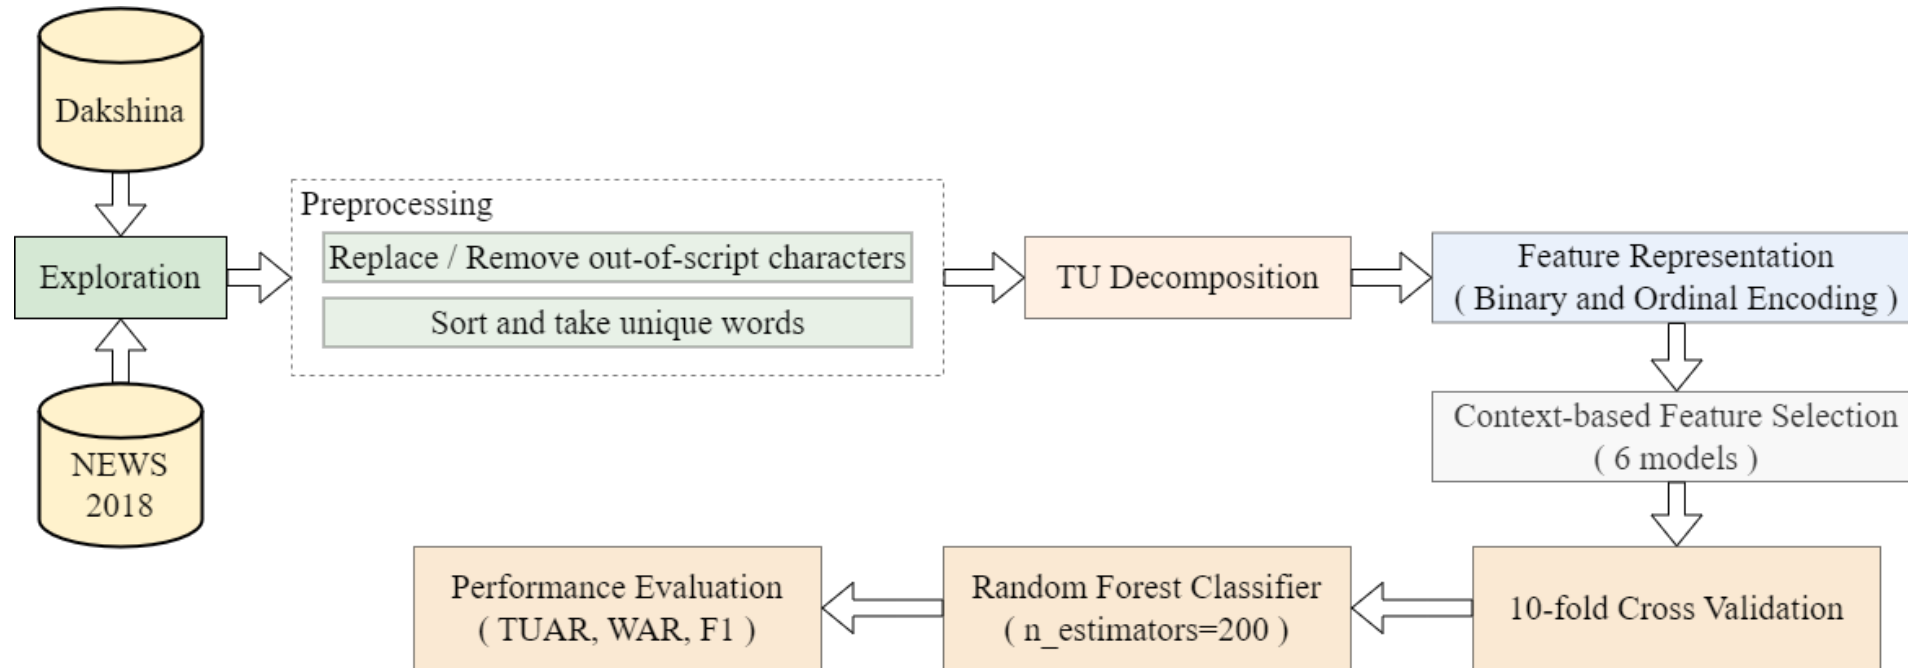 Dakshina
Exploration
NEWS
2018
Preprocessing
Replace / Remove out-of-script characters
Sort and take unique words
TU Decomposition
Feature Representation
( Binary and Ordinal Encoding )
Context-based Feature Selection
( 6 models )
10-fold Cross Validation
Random Forest Classifier
( n_estimators=200 )
Performance Evaluation
( TUAR, WAR, F1 )